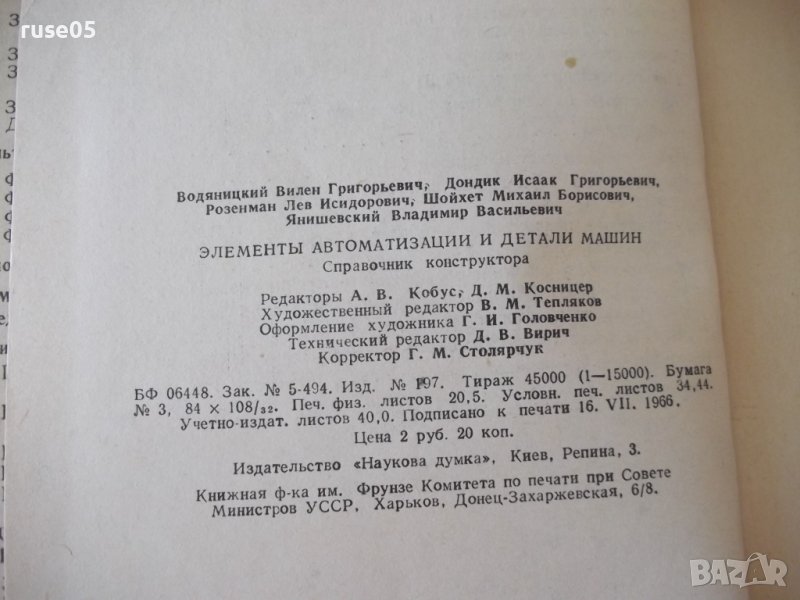 ruse05
Водяницкий Вилен Григорьевич, Дондик Исаак Григорьевич,
Розенман Лев Исидорович, Шойхет Михаил Борисович,
Янишевский Владимир Васильевич
ЭЛЕМЕНТЫ АВТОМАТИЗАЦИИ И ДЕТАЛИ МАШИН
Справочник конструктора
Редакторы А. В. Кобус, Д. М. Косницер
Художественный редактор В. М. Тепляков
Оформление художника Г. И. Головченко
Технический редактор Д. В. Вирич
Корректор Г. М. Столярчук
БФ 06448. Зак. № 5-494. Изд. № 197. Тираж 45000 (1—15000). Бумага
№ 3, 84 × 108/32. Печ. физ. листов 20,5. Условн. печ. листов 34,44.
Учетно-издат. листов 40,0. Подписано к печати 16. VII. 1966.
Цена 2 руб. 20 коп.
Издательство «Наукова думка», Киев, Репина, 3.
Книжная ф-ка им. Фрунзе Комитета по печати при Совете
Министров УССР, Харьков, Донец-Захаржевская, 6/8.
BAZAR